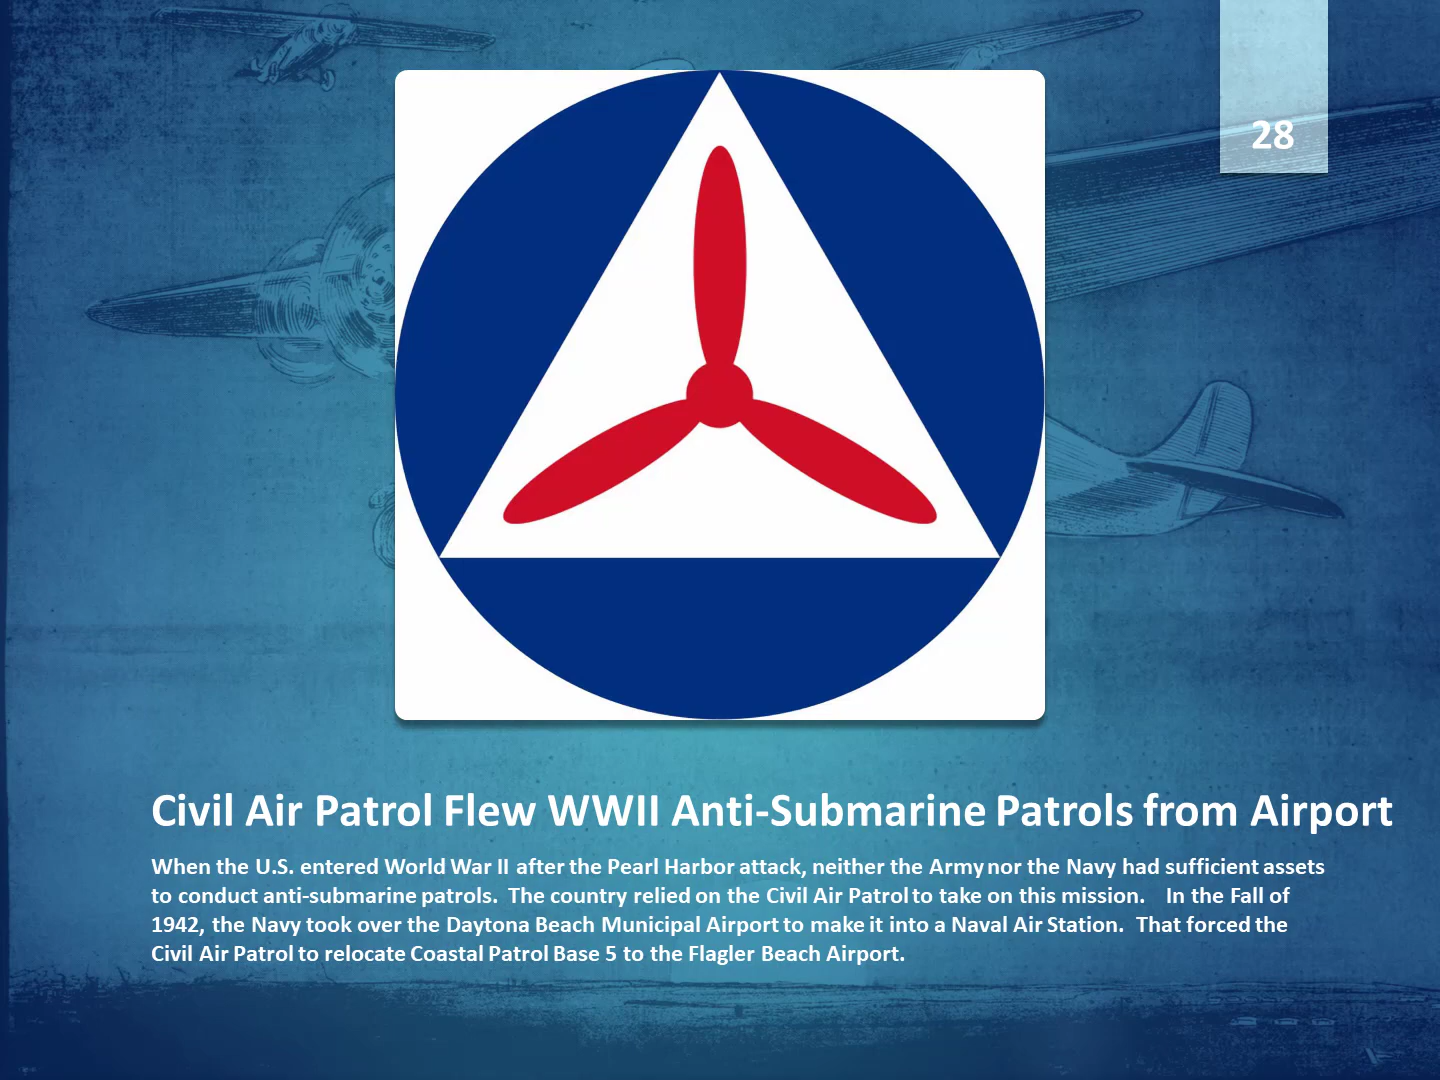 28
Civil Air Patrol Flew WWII Anti-Submarine Patrols from Airport
When the U.S. entered World War II after the Pearl Harbor attack, neither the Army nor the Navy had sufficient assets
to conduct anti-submarine patrols.  The country relied on the Civil Air Patrol to take on this mission.    In the Fall of
1942, the Navy took over the Daytona Beach Municipal Airport to make it into a Naval Air Station.  That forced the
Civil Air Patrol to relocate Coastal Patrol Base 5 to the Flagler Beach Airport.